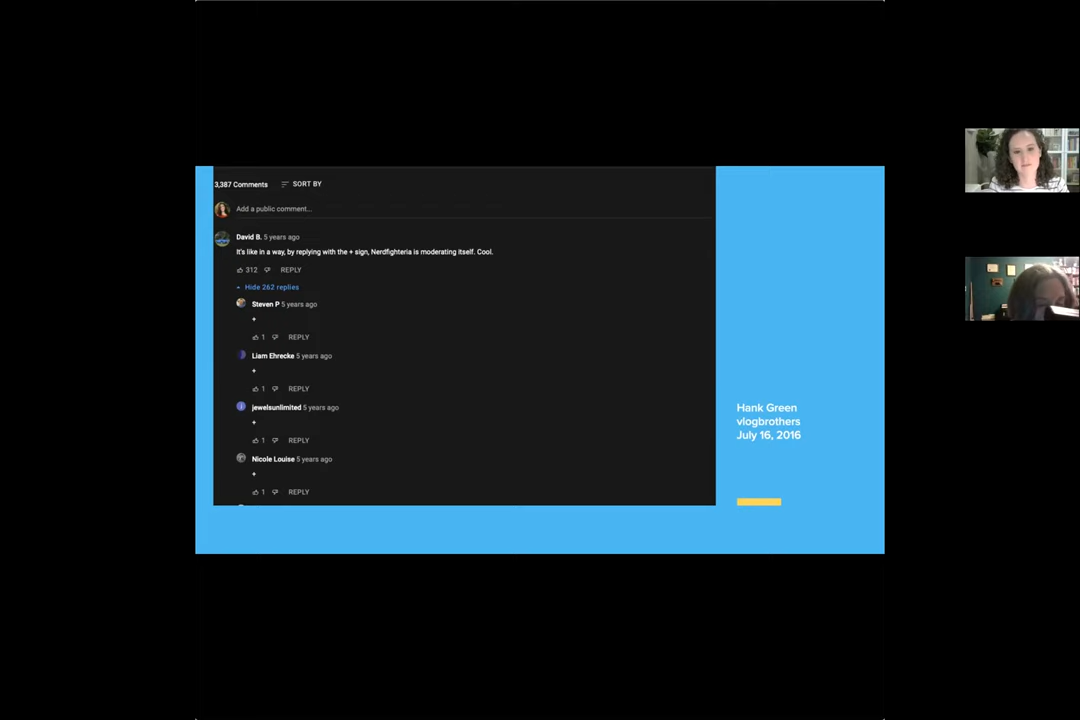 3,387 Comments
SORT BY
Add a public comment...
David B. 5 years ago
It's like in a way, by replying with the + sign, Nerdfighteria is moderating itself. Cool.
312 REPLY
Hide 262 replies
Steven P 5 years ago
+
1 REPLY
Liam Ehrecke 5 years ago
+
1 REPLY
jewelsunlimited 5 years ago
+
1 REPLY
Nicole Louise 5 years ago
+
1 REPLY
Hank Green
vlogbrothers
July 16, 2016